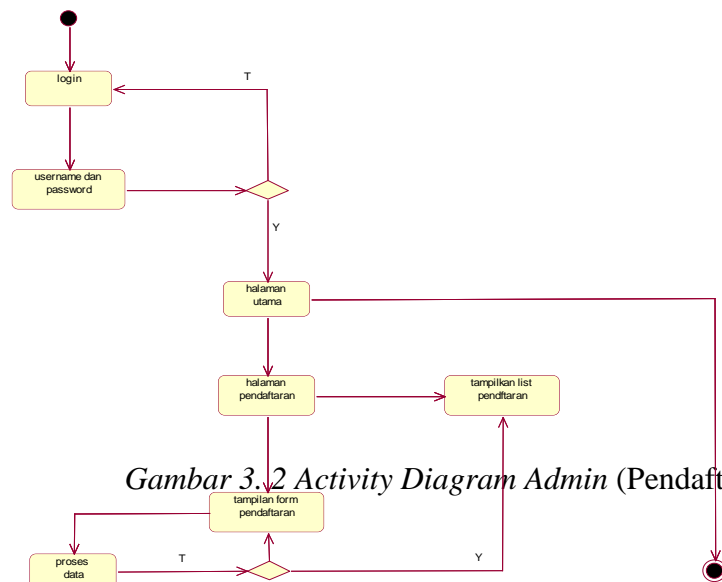 T
login
username dan
password
Y
halaman
utama
halaman
pendaftaran
tampilkan list
pendftaran
Gambar 3. 2 Activity Diagram Admin (Pendaft
tampilan form
pendaftaran
proses
data
T
Y